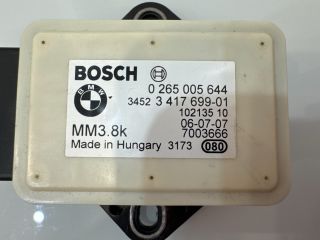 BOSCH
BMW
0 265 005 644
3452 3 417 699-01
102135 10
06-07-07
MM3.8k 7003666
Made in Hungary 3173 080